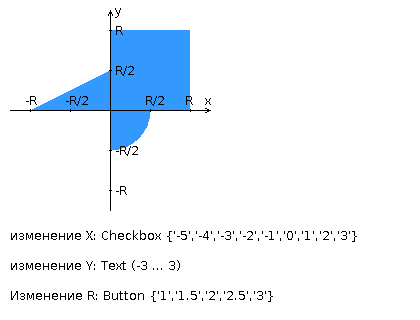 y
R
R/2
-R
-R/2
R/2
R
x
-R/2
-R
изменение X: Checkbox {'-5','-4','-3','-2','-1','0','1','2','3'}
изменение Y: Text (-3 ... 3)
Изменение R: Button {'1','1.5','2','2.5','3'}